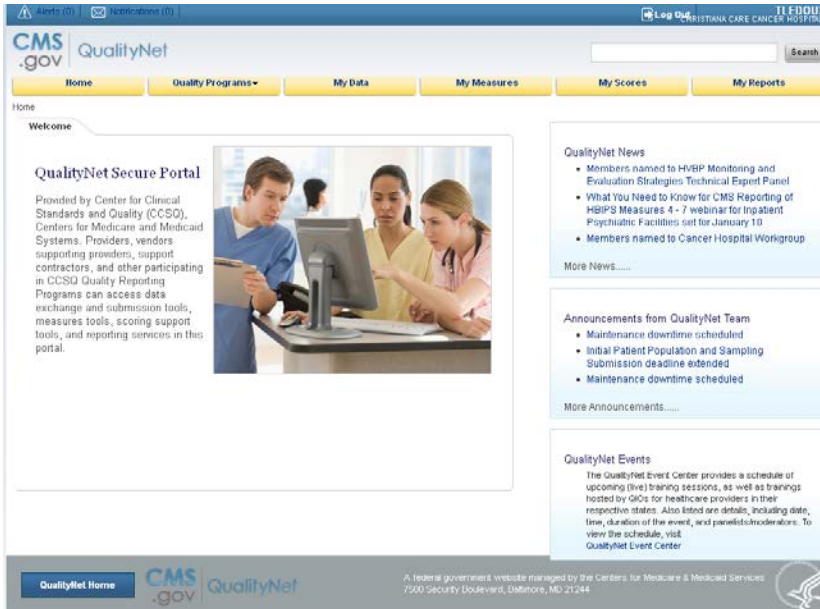 Alerts (0) Notifications (0) Log Out TLEDOUX
CHRISTIANA CARE CANCER HOSPITAL
CMS
.gov QualityNet
Search
Home Quality Programs My Data My Measures My Scores My Reports
Home
Welcome
QualityNet Secure Portal
Provided by Center for Clinical
Standards and Quality (CCSQ),
Centers for Medicare and Medicaid
Systems. Providers, vendors
supporting providers, support
contractors, and other participating
in CCSQ Quality Reporting
Programs can access data
exchange and submission tools,
measures tools, scoring support
tools, and reporting services in this
portal.
QualityNet News
• Members named to HVBP Monitoring and
Evaluation Strategies Technical Expert Panel
• What You Need to Know for CMS Reporting of
HBIPS Measures 4 - 7 webinar for Inpatient
Psychiatric Facilities set for January 10
• Members named to Cancer Hospital Workgroup
More News......
Announcements from QualityNet Team
• Maintenance downtime scheduled
• Initial Patient Population and Sampling
Submission deadline extended
• Maintenance downtime scheduled
More Announcements......
QualityNet Events
The QualityNet Event Center provides a schedule of
upcoming (live) training sessions, as well as trainings
hosted by QIOs for healthcare providers in their
respective states. Also listed are details, including date,
time, duration of the event, and panelists/moderators. To
view the schedule, visit
QualityNet Event Center
QualityNet Home
CMS
.gov QualityNet
A federal government website managed by the Centers for Medicare & Medicaid Services
7500 Security Boulevard, Baltimore, MD 21244